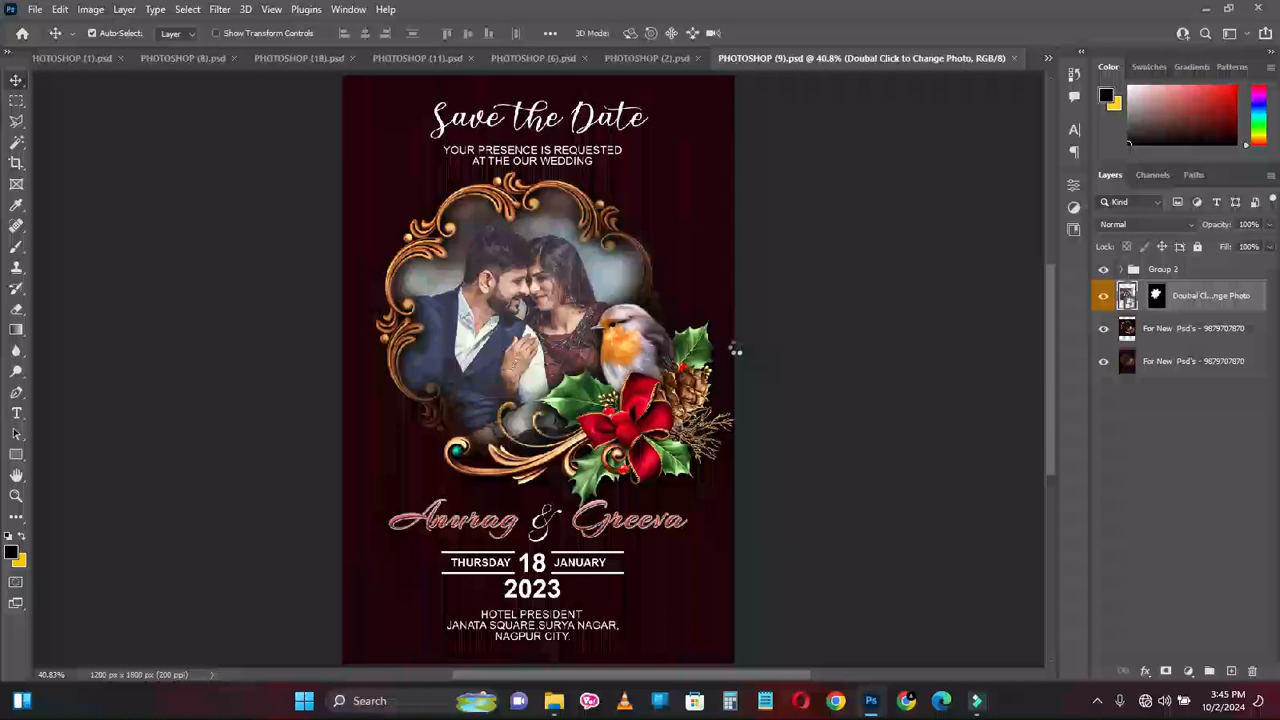 File Edit Image Layer Type Select Filter 3D View Plugins Window Help
Auto-Select: Layer Show Transform Controls 3D Mode:
HOTOSHOP (1).psd PHOTOSHOP (8).psd PHOTOSHOP (18).psd PHOTOSHOP (11).psd PHOTOSHOP (6).psd PHOTOSHOP (2).psd PHOTOSHOP (9).psd @ 40.8% (Doubal Click to Change Photo, RGB/8)
Color Swatches Gradients Patterns
Save the Date
YOUR PRESENCE IS REQUESTED
AT THE OUR WEDDING
Anurag & Greeva
THURSDAY 18 JANUARY
2023
HOTEL PRESIDENT
JANATA SQUARE,SURYA NAGAR,
NAGPUR CITY.
Layers Channels Paths
Kind
Normal Opacity: 100%
Lock: Fill: 100%
Group 2
Doubal Cl...nge Photo
For New Psd's - 9879707870
For New Psd's - 9879707870
40.83% 1200 px x 1800 px (200 ppi)
Search
3:45 PM
10/2/2024